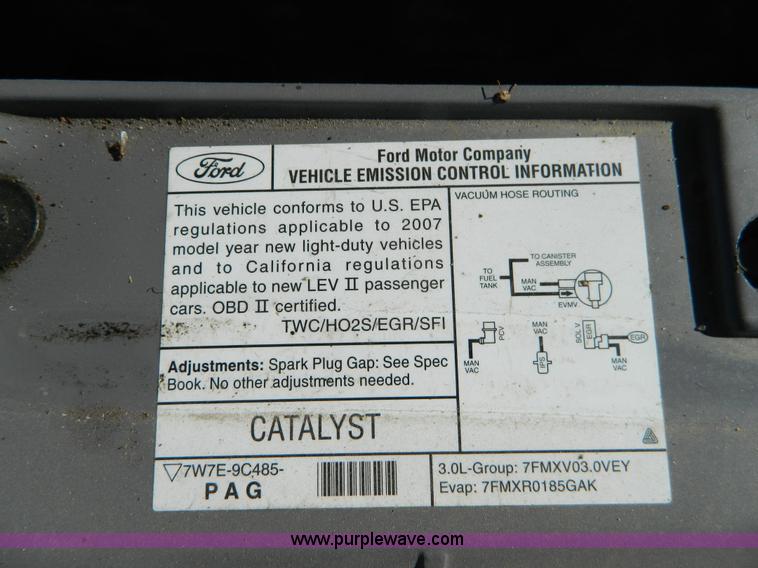 Ford
Ford Motor Company
VEHICLE EMISSION CONTROL INFORMATION
This vehicle conforms to U.S. EPA
regulations applicable to 2007
model year new light-duty vehicles
and to California regulations
applicable to new LEV II passenger
cars. OBD II certified.
TWC/HO2S/EGR/SFI
Adjustments: Spark Plug Gap: See Spec
Book. No other adjustments needed.
CATALYST
7W7E-9C485-
PAG
VACUUM HOSE ROUTING
TO CANISTER
ASSEMBLY
TO
FUEL
TANK
MAN
VAC
EVMV
PCV
MAN
VAC
MAN
VAC
IPS
SOL V
EGR
EGR
MAN
VAC
3.0L-Group: 7FMXV03.0VEY
Evap: 7FMXR0185GAK
www.purplewave.com